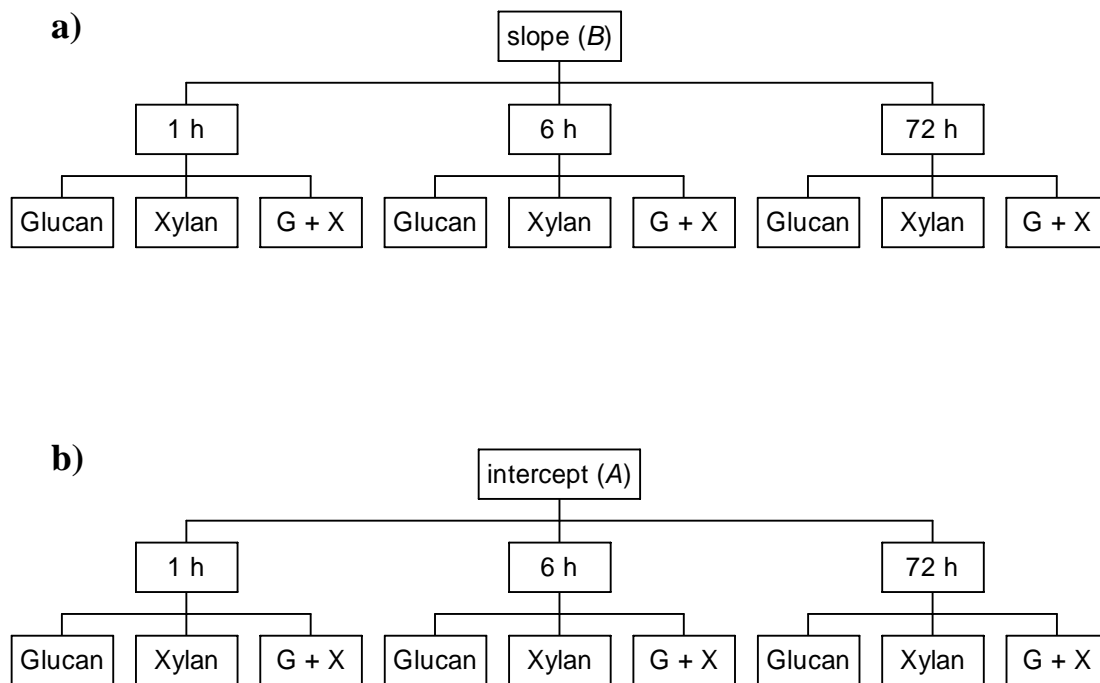 a)
slope (B)
1 h 6 h 72 h
Glucan Xylan G + X Glucan Xylan G + X Glucan Xylan G + X
b)
intercept (A)
1 h 6 h 72 h
Glucan Xylan G + X Glucan Xylan G + X Glucan Xylan G + X